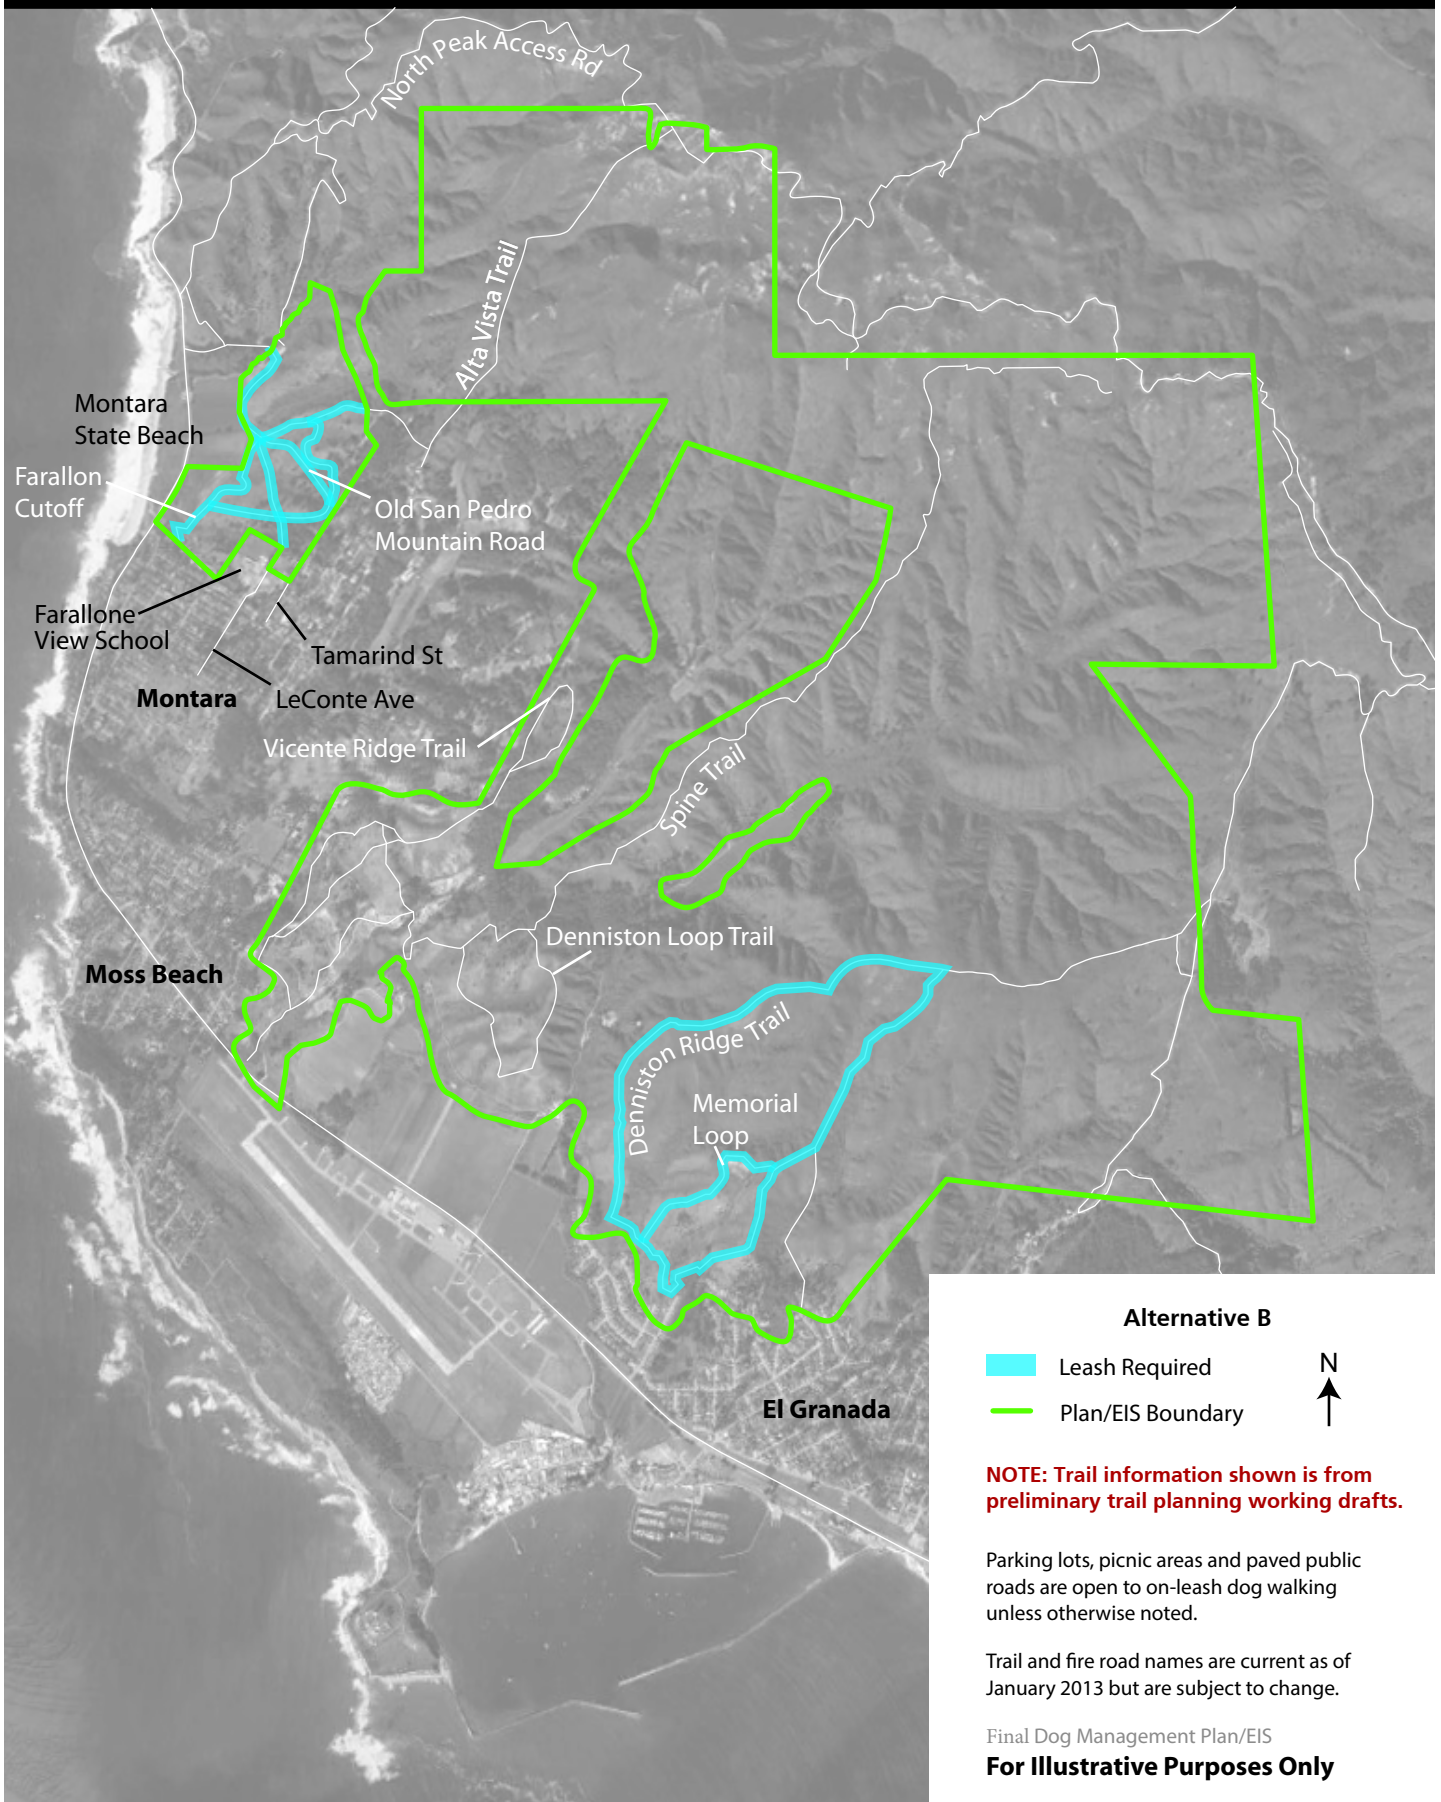 North Peak Access Rd
Alta Vista Trail
Montara
State Beach
Farallon
Cutoff
Old San Pedro
Mountain Road
Farallone
View School
Tamarind St
Montara
LeConte Ave
Vicente Ridge Trail
Spine Trail
Denniston Loop Trail
Moss Beach
Denniston Ridge Trail
Memorial
Loop
El Granada
Alternative B
Leash Required
Plan/EIS Boundary
N
NOTE: Trail information shown is from
preliminary trail planning working drafts.
Parking lots, picnic areas and paved public
roads are open to on-leash dog walking
unless otherwise noted.
Trail and fire road names are current as of
January 2013 but are subject to change.
Final Dog Management Plan/EIS
For Illustrative Purposes Only